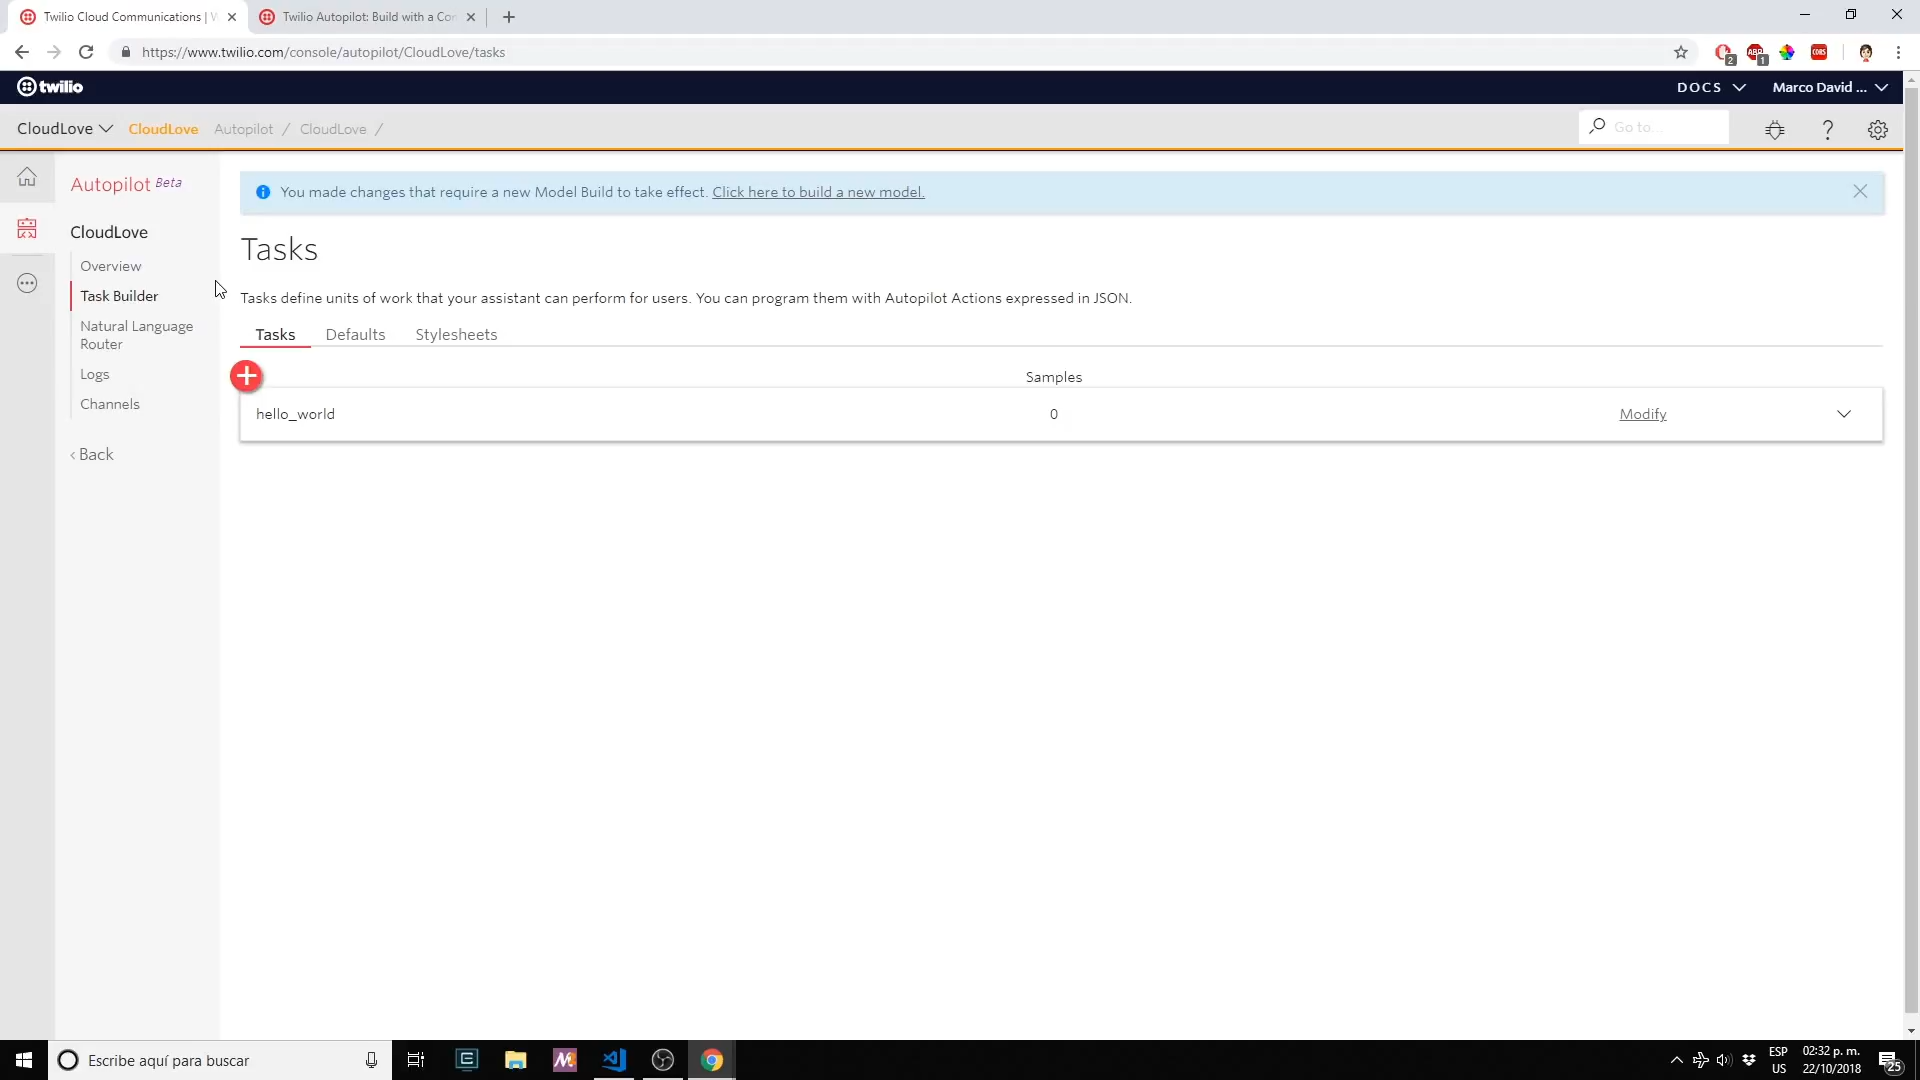 Twilio Cloud Communications | W
Twilio Autopilot: Build with a Con
https://www.twilio.com/console/autopilot/CloudLove/tasks
ABP
CORS
2
1
twilio
DOCS
Marco David ...
CloudLove
CloudLove
Autopilot /
CloudLove /
Go to...
?
Autopilot Beta
CloudLove
Overview
Task Builder
Natural Language
Router
Logs
Channels
‹ Back
You made changes that require a new Model Build to take effect. Click here to build a new model.
Tasks
Tasks define units of work that your assistant can perform for users. You can program them with Autopilot Actions expressed in JSON.
Tasks
Defaults
Stylesheets
Samples
hello_world
0
Modify
Escribe aquí para buscar
ESP
US
02:32 p. m.
22/10/2018
25